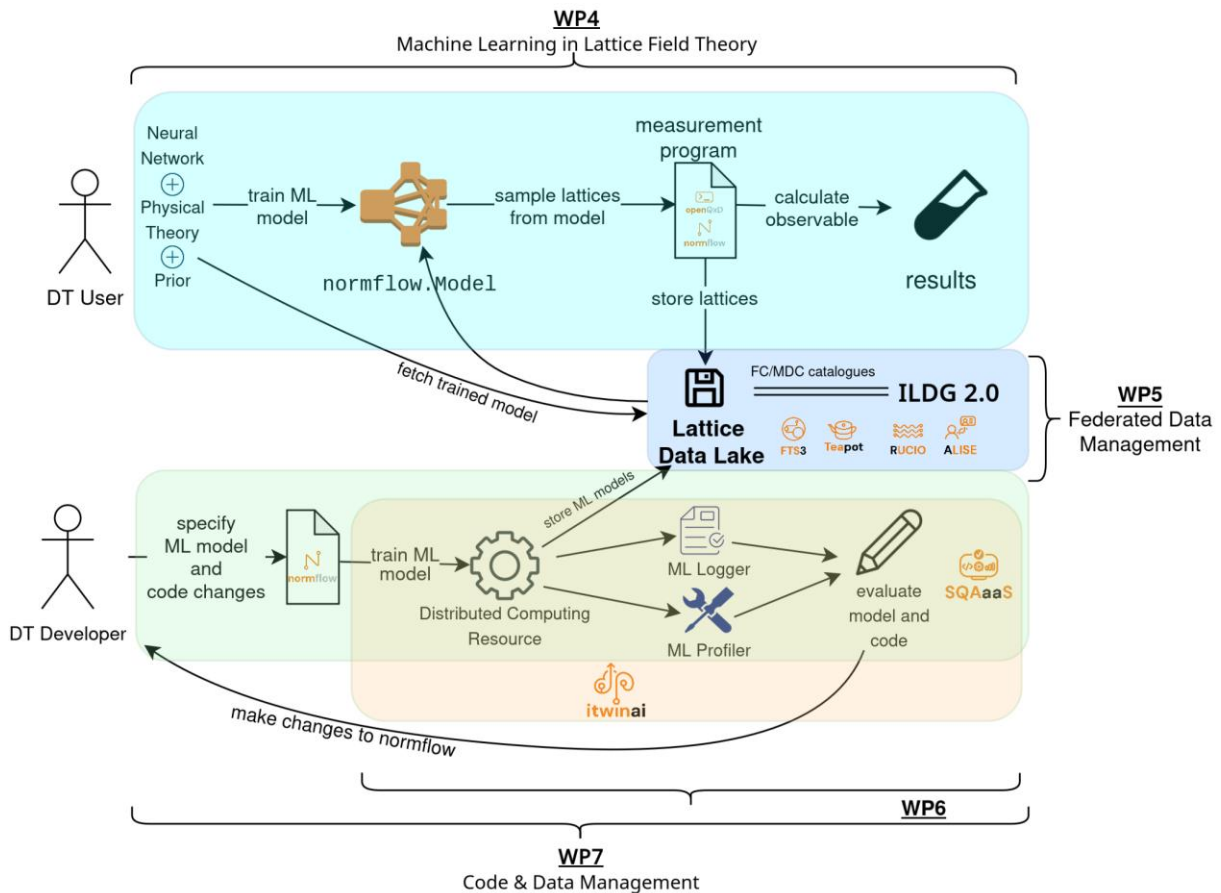 WP4
Machine Learning in Lattice Field Theory
Neural
Network
Physical
Theory
Prior
DT User
train ML
model
normflow.Model
sample lattices
from model
measurement
program
openQxD
normflow
calculate
observable
results
store lattices
fetch trained model
Lattice
Data Lake
FC/MDC catalogues
ILDG 2.0
FTS3
Teapot
RUCIO
ALISE
WP5
Federated Data
Management
DT Developer
specify
ML model
and
code changes
normflow
train ML
model
Distributed Computing
Resource
store ML models
ML Logger
ML Profiler
evaluate
model and
code
SQAaaS
itwinai
make changes to normflow
WP6
WP7
Code & Data Management